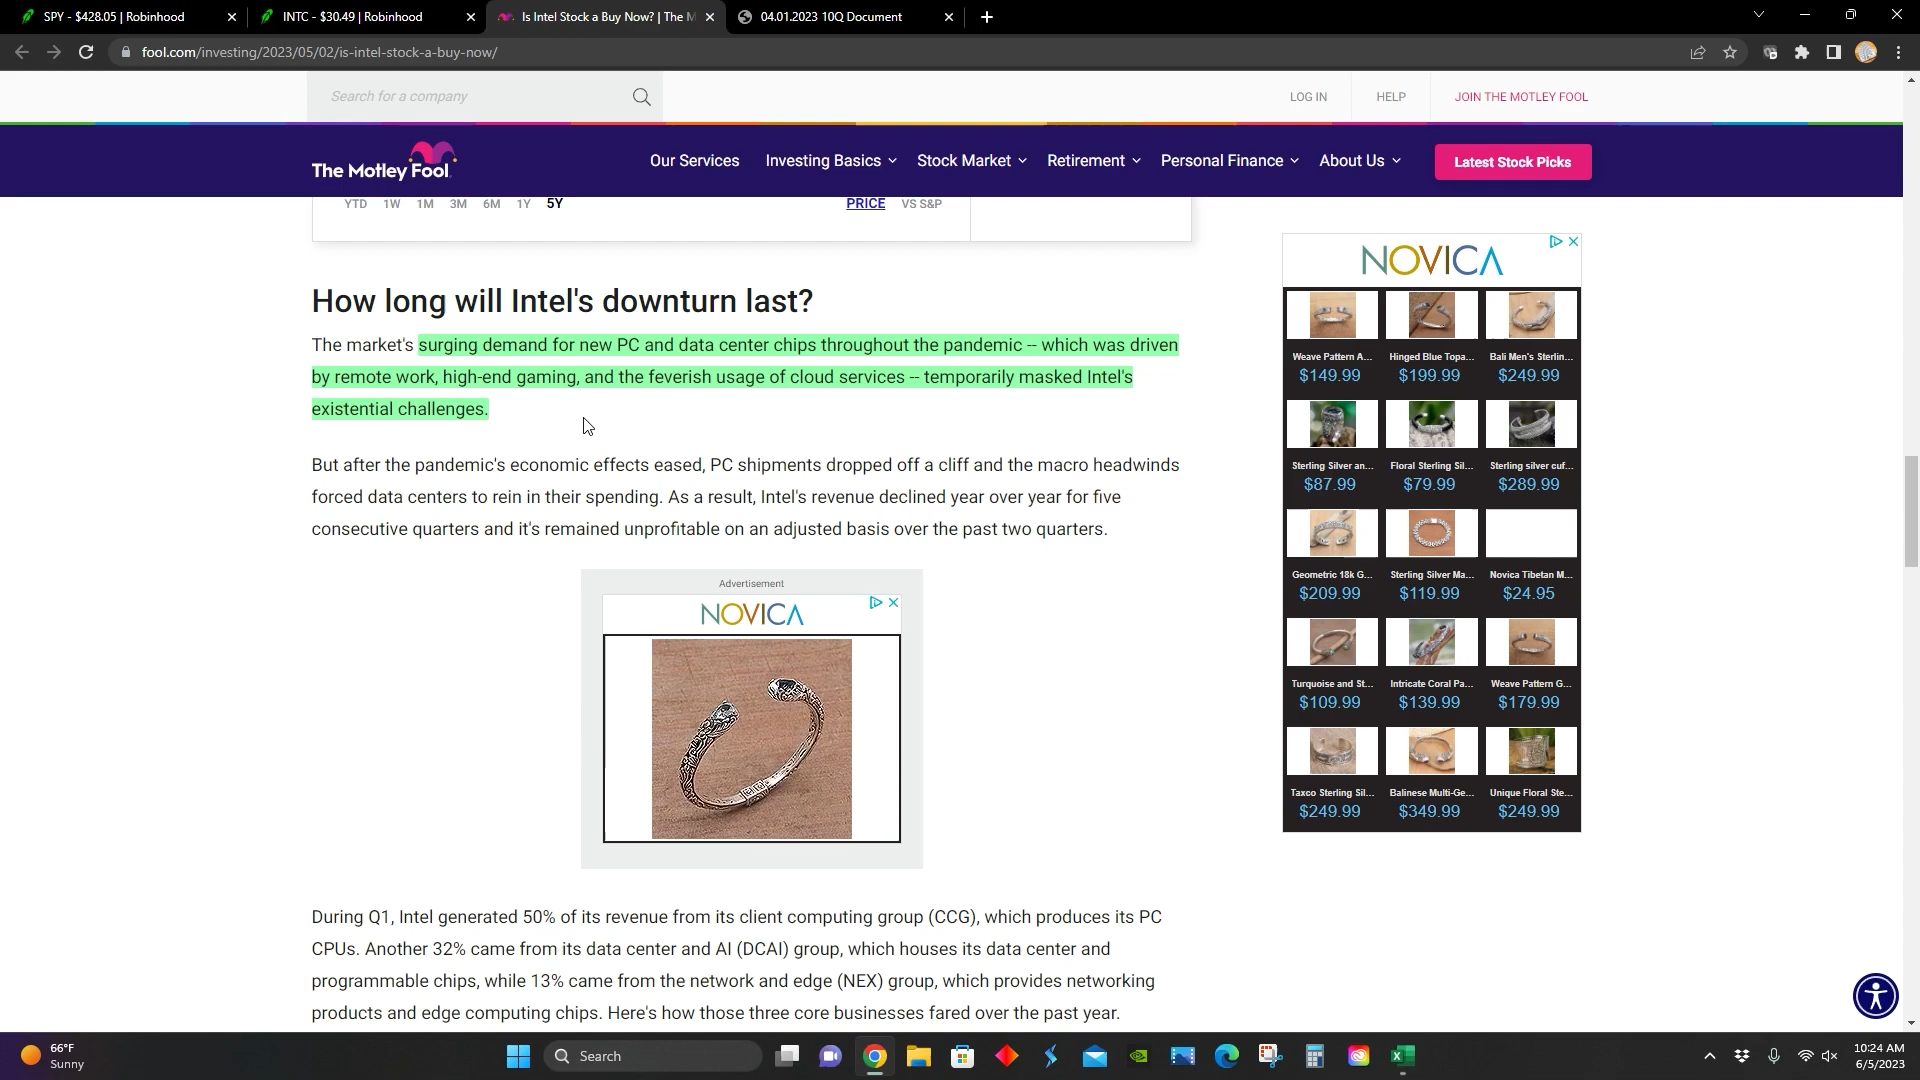 SPY - $428.05 | Robinhood
INTC - $30.49 | Robinhood
Is Intel Stock a Buy Now? | The M
04.01.2023 10Q Document
fool.com/investing/2023/05/02/is-intel-stock-a-buy-now/
Search for a company
LOG IN
HELP
JOIN THE MOTLEY FOOL
The Motley Fool
Our Services
Investing Basics
Stock Market
Retirement
Personal Finance
About Us
Latest Stock Picks
YTD 1W 1M 3M 6M 1Y 5Y
PRICE VS S&P
How long will Intel's downturn last?
The market's surging demand for new PC and data center chips throughout the pandemic -- which was driven
by remote work, high-end gaming, and the feverish usage of cloud services -- temporarily masked Intel's
existential challenges.
But after the pandemic's economic effects eased, PC shipments dropped off a cliff and the macro headwinds
forced data centers to rein in their spending. As a result, Intel's revenue declined year over year for five
consecutive quarters and it's remained unprofitable on an adjusted basis over the past two quarters.
Advertisement
NOVICA
During Q1, Intel generated 50% of its revenue from its client computing group (CCG), which produces its PC
CPUs. Another 32% came from its data center and AI (DCAI) group, which houses its data center and
programmable chips, while 13% came from the network and edge (NEX) group, which provides networking
products and edge computing chips. Here's how those three core businesses fared over the past year.
NOVICA
Weave Pattern A... Hinged Blue Topa... Bali Men's Sterlin...
$149.99 $199.99 $249.99
Sterling Silver an... Floral Sterling Sil... Sterling silver cuf...
$87.99 $79.99 $289.99
Geometric 18k G... Sterling Silver Ma... Novica Tibetan M...
$209.99 $119.99 $24.95
Turquoise and St... Intricate Coral Pa... Weave Pattern G...
$109.99 $139.99 $179.99
Taxco Sterling Sil... Balinese Multi-Ge... Unique Floral Ste...
$249.99 $349.99 $249.99
66°F
Sunny
Search
10:24 AM
6/5/2023